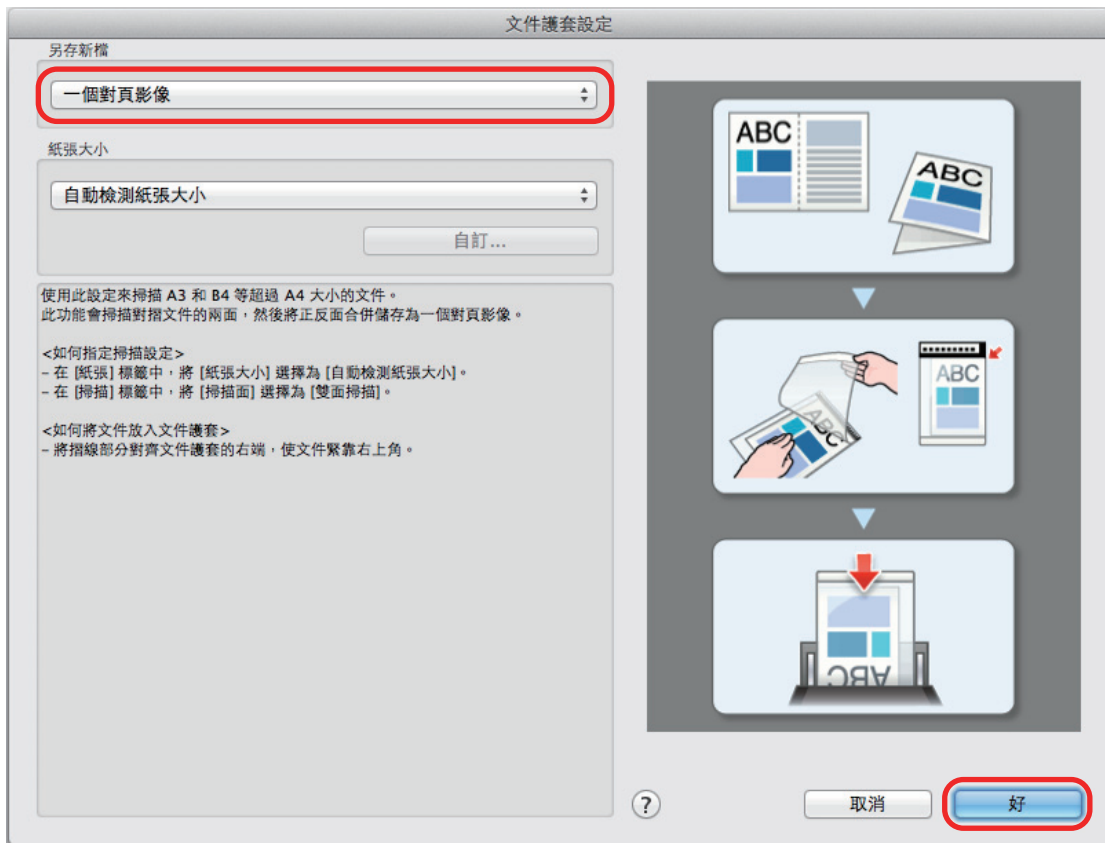 文件護套設定
另存新檔
一個對頁影像
紙張大小
自動檢測紙張大小
自訂...
使用此設定來掃描 A3 和 B4 等超過 A4 大小的文件。
此功能會掃描對摺文件的兩面，然後將正反面合併儲存為一個對頁影像。
<如何指定掃描設定>
– 在 [紙張] 標籤中，將 [紙張大小] 選擇為 [自動檢測紙張大小]。
– 在 [掃描] 標籤中，將 [掃描面] 選擇為 [雙面掃描]。
<如何將文件放入文件護套>
– 將摺線部分對齊文件護套的右端，使文件緊靠右上角。
ABC
ABC
ABC
ABC
ABC
?
取消
好